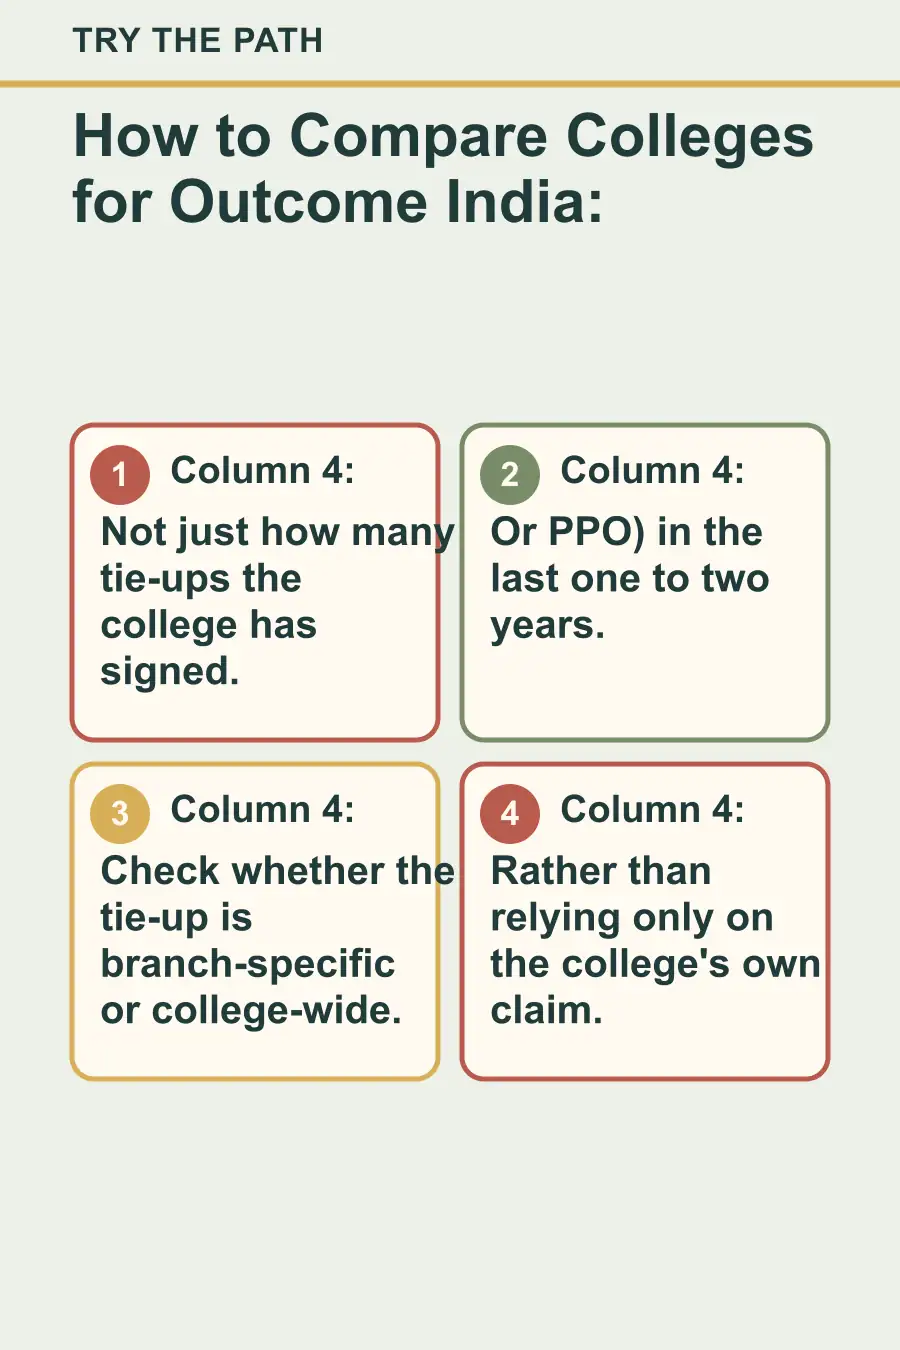 TRY THE PATH
How to Compare Colleges
for Outcome India:
1 Column 4:
Not just how many
tie-ups the
college has
signed.
2 Column 4:
Or PPO) in the
last one to two
years.
3 Column 4:
Check whether the
tie-up is
branch-specific
or college-wide.
4 Column 4:
Rather than
relying only on
the college's own
claim.